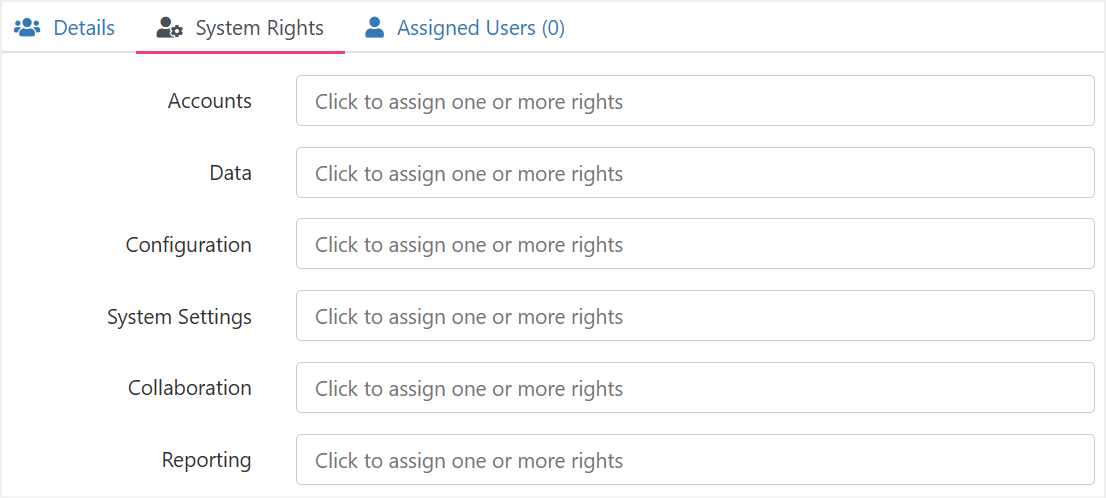 Details System Rights Assigned Users (0)
Accounts Click to assign one or more rights
Data Click to assign one or more rights
Configuration Click to assign one or more rights
System Settings Click to assign one or more rights
Collaboration Click to assign one or more rights
Reporting Click to assign one or more rights